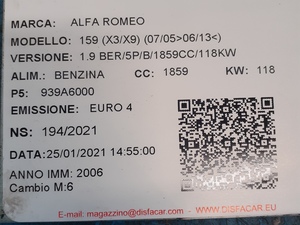 MARCA: ALFA ROMEO
MODELLO: 159 (X3/X9) (07/05>06/13<)
VERSIONE: 1.9 BER/5P/B/1859CC/118KW
ALIM.: BENZINA CC: 1859 KW: 118
P5: 939A6000
EMISSIONE: EURO 4
NS: 194/2021
DATA: 25/01/2021 14:55:00
ANNO IMM: 2006
Cambio M:6
E-mail: magazzino@disfacar.com WWW.DISFACAR.EU